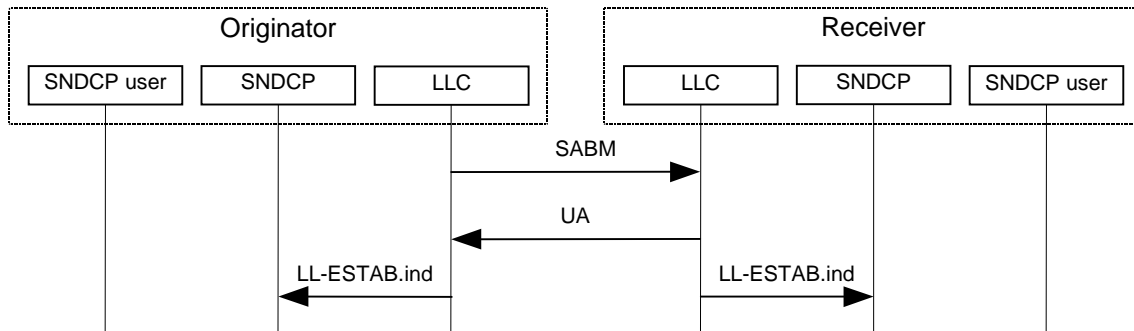 Originator
Receiver
SNDCP user
SNDCP
LLC
LLC
SNDCP
SNDCP user
SABM
UA
LL-ESTAB.ind
LL-ESTAB.ind